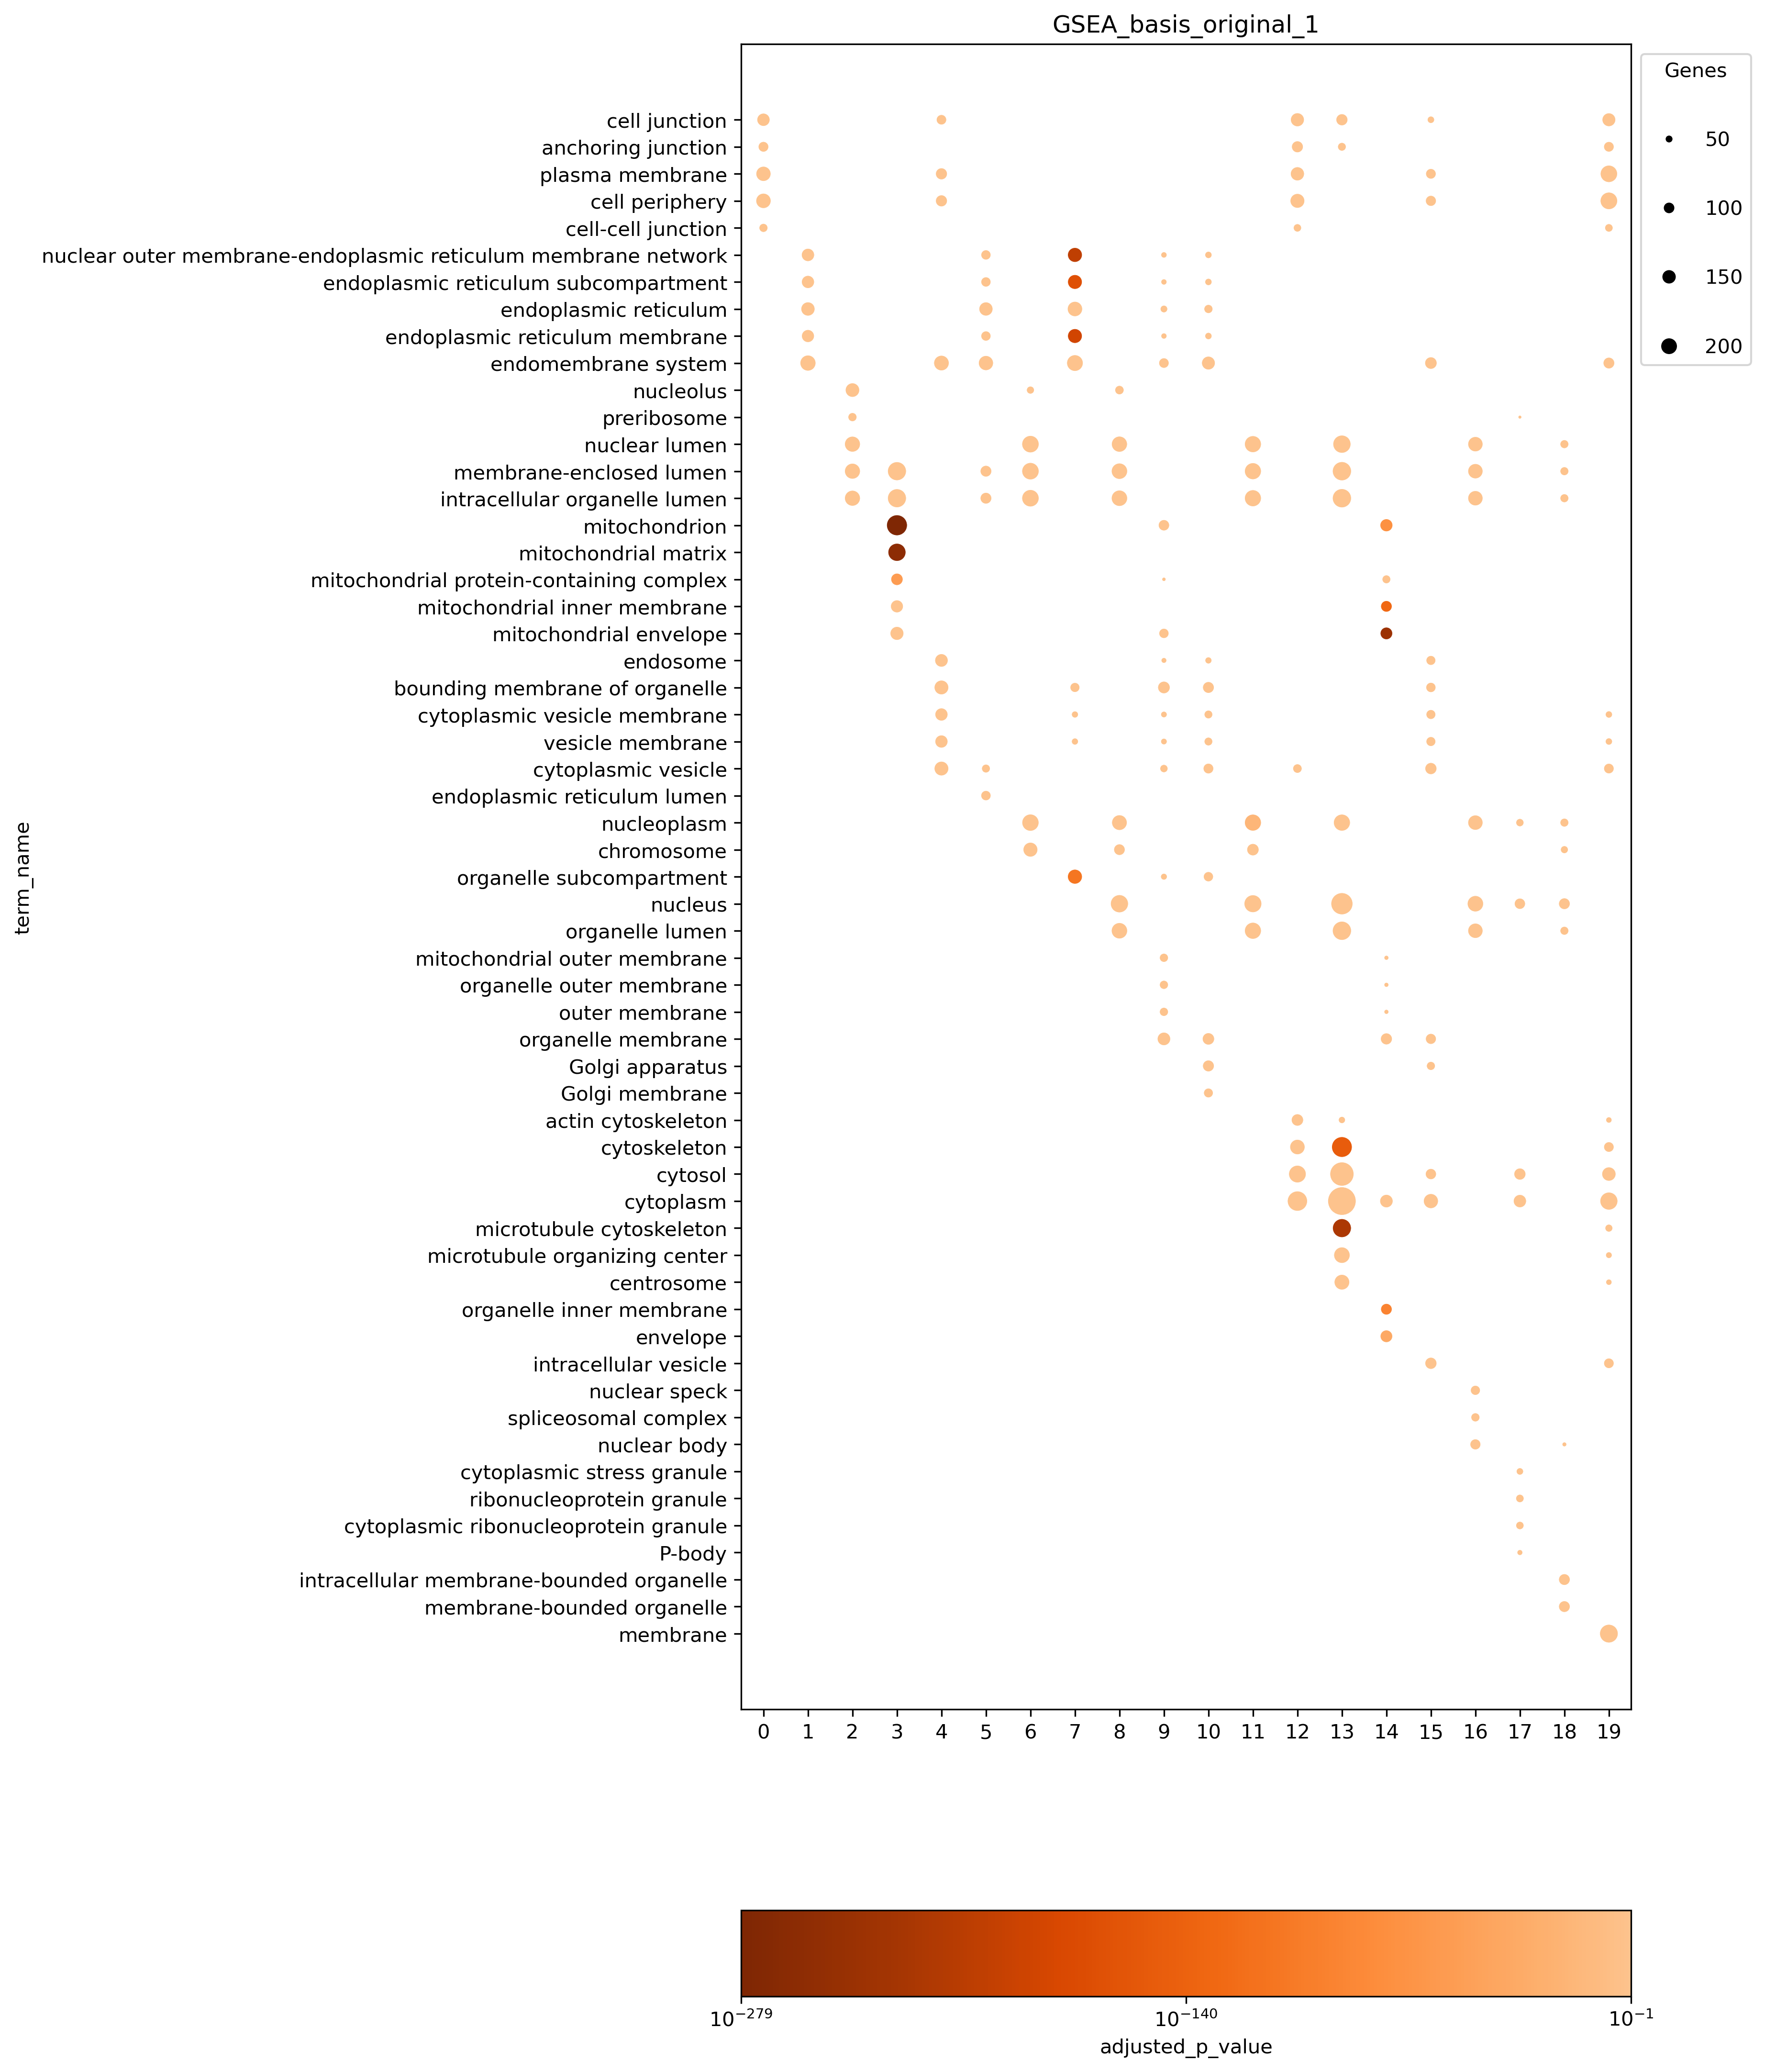 GSEA_basis_original_1
Genes
50
100
150
200
term_name
cell junction
anchoring junction
plasma membrane
cell periphery
cell-cell junction
nuclear outer membrane-endoplasmic reticulum membrane network
endoplasmic reticulum subcompartment
endoplasmic reticulum
endoplasmic reticulum membrane
endomembrane system
nucleolus
preribosome
nuclear lumen
membrane-enclosed lumen
intracellular organelle lumen
mitochondrion
mitochondrial matrix
mitochondrial protein-containing complex
mitochondrial inner membrane
mitochondrial envelope
endosome
bounding membrane of organelle
cytoplasmic vesicle membrane
vesicle membrane
cytoplasmic vesicle
endoplasmic reticulum lumen
nucleoplasm
chromosome
organelle subcompartment
nucleus
organelle lumen
mitochondrial outer membrane
organelle outer membrane
outer membrane
organelle membrane
Golgi apparatus
Golgi membrane
actin cytoskeleton
cytoskeleton
cytosol
cytoplasm
microtubule cytoskeleton
microtubule organizing center
centrosome
organelle inner membrane
envelope
intracellular vesicle
nuclear speck
spliceosomal complex
nuclear body
cytoplasmic stress granule
ribonucleoprotein granule
cytoplasmic ribonucleoprotein granule
P-body
intracellular membrane-bounded organelle
membrane-bounded organelle
membrane
0 1 2 3 4 5 6 7 8 9 10 11 12 13 14 15 16 17 18 19
10⁻²⁷⁹ 10⁻¹⁴⁰ 10⁻¹
adjusted_p_value